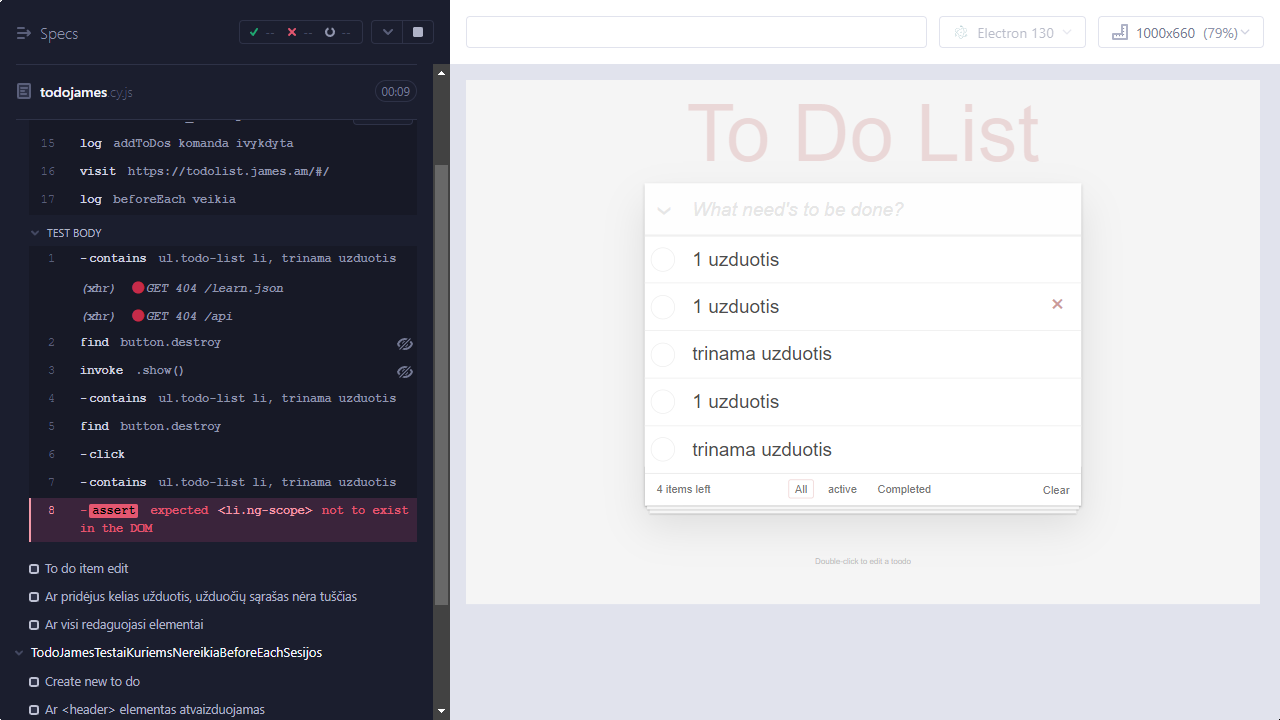 Specs
--
--
--
todojames.cy.js
00:09
15 log addToDos komanda ivykdyta
16 visit https://todolist.james.am/#/
17 log beforeEach veikia
TEST BODY
1 -contains ul.todo-list li, trinama uzduotis
(xhr) GET 404 /learn.json
(xhr) GET 404 /api
2 find button.destroy
3 invoke .show()
4 -contains ul.todo-list li, trinama uzduotis
5 find button.destroy
6 -click
7 -contains ul.todo-list li, trinama uzduotis
8 -assert expected <li.ng-scope> not to exist
in the DOM
To do item edit
Ar pridėjus kelias užduotis, užduočių sąrašas nėra tuščias
Ar visi redaguojasi elementai
TodoJamesTestaiKuriemsNereikiaBeforeEachSesijos
Create new to do
Ar <header> elementas atvaizduojamas
Electron 130
1000x660 (79%)
To Do List
What need's to be done?
1 uzduotis
1 uzduotis
trinama uzduotis
1 uzduotis
trinama uzduotis
4 items left
All
active
Completed
Clear
Double-click to edit a toodo